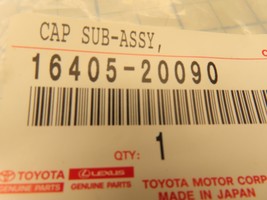 CAP SUB-ASSY,
16405-20090
QTY: 1
TOYOTA LEXUS
GENUINE PARTS GENUINE PARTS
TOYOTA MOTOR CORP
MADE IN JAPAN